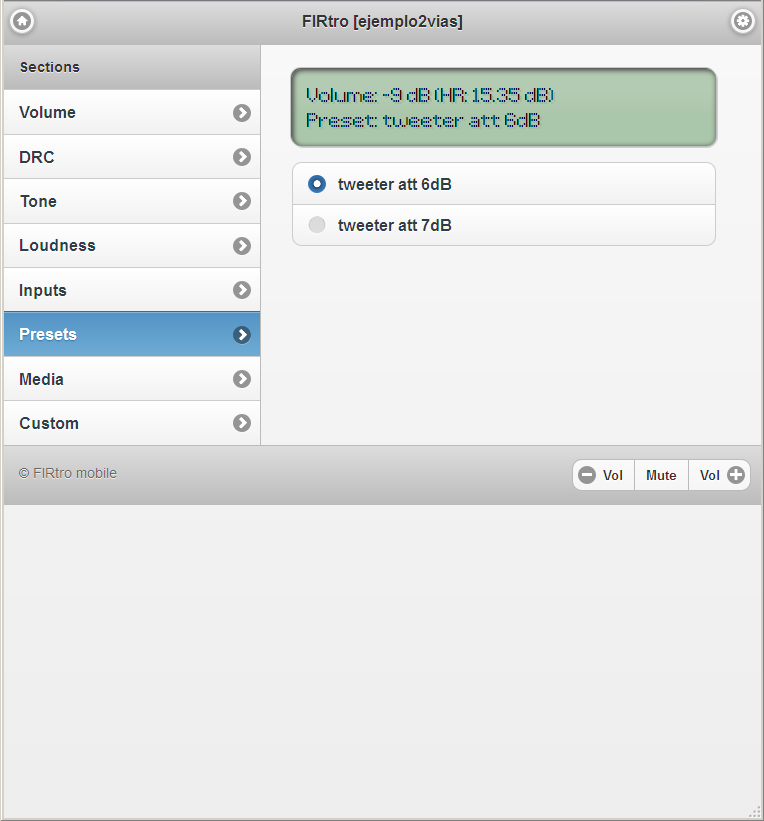 FIRtro [ejemplo2vias]
Sections
Volume
DRC
Tone
Loudness
Inputs
Presets
Media
Custom
Volume: -9 dB (HR: 15.35 dB)
Preset: tweeter att 6dB
tweeter att 6dB
tweeter att 7dB
© FIRtro mobile
Vol Mute Vol